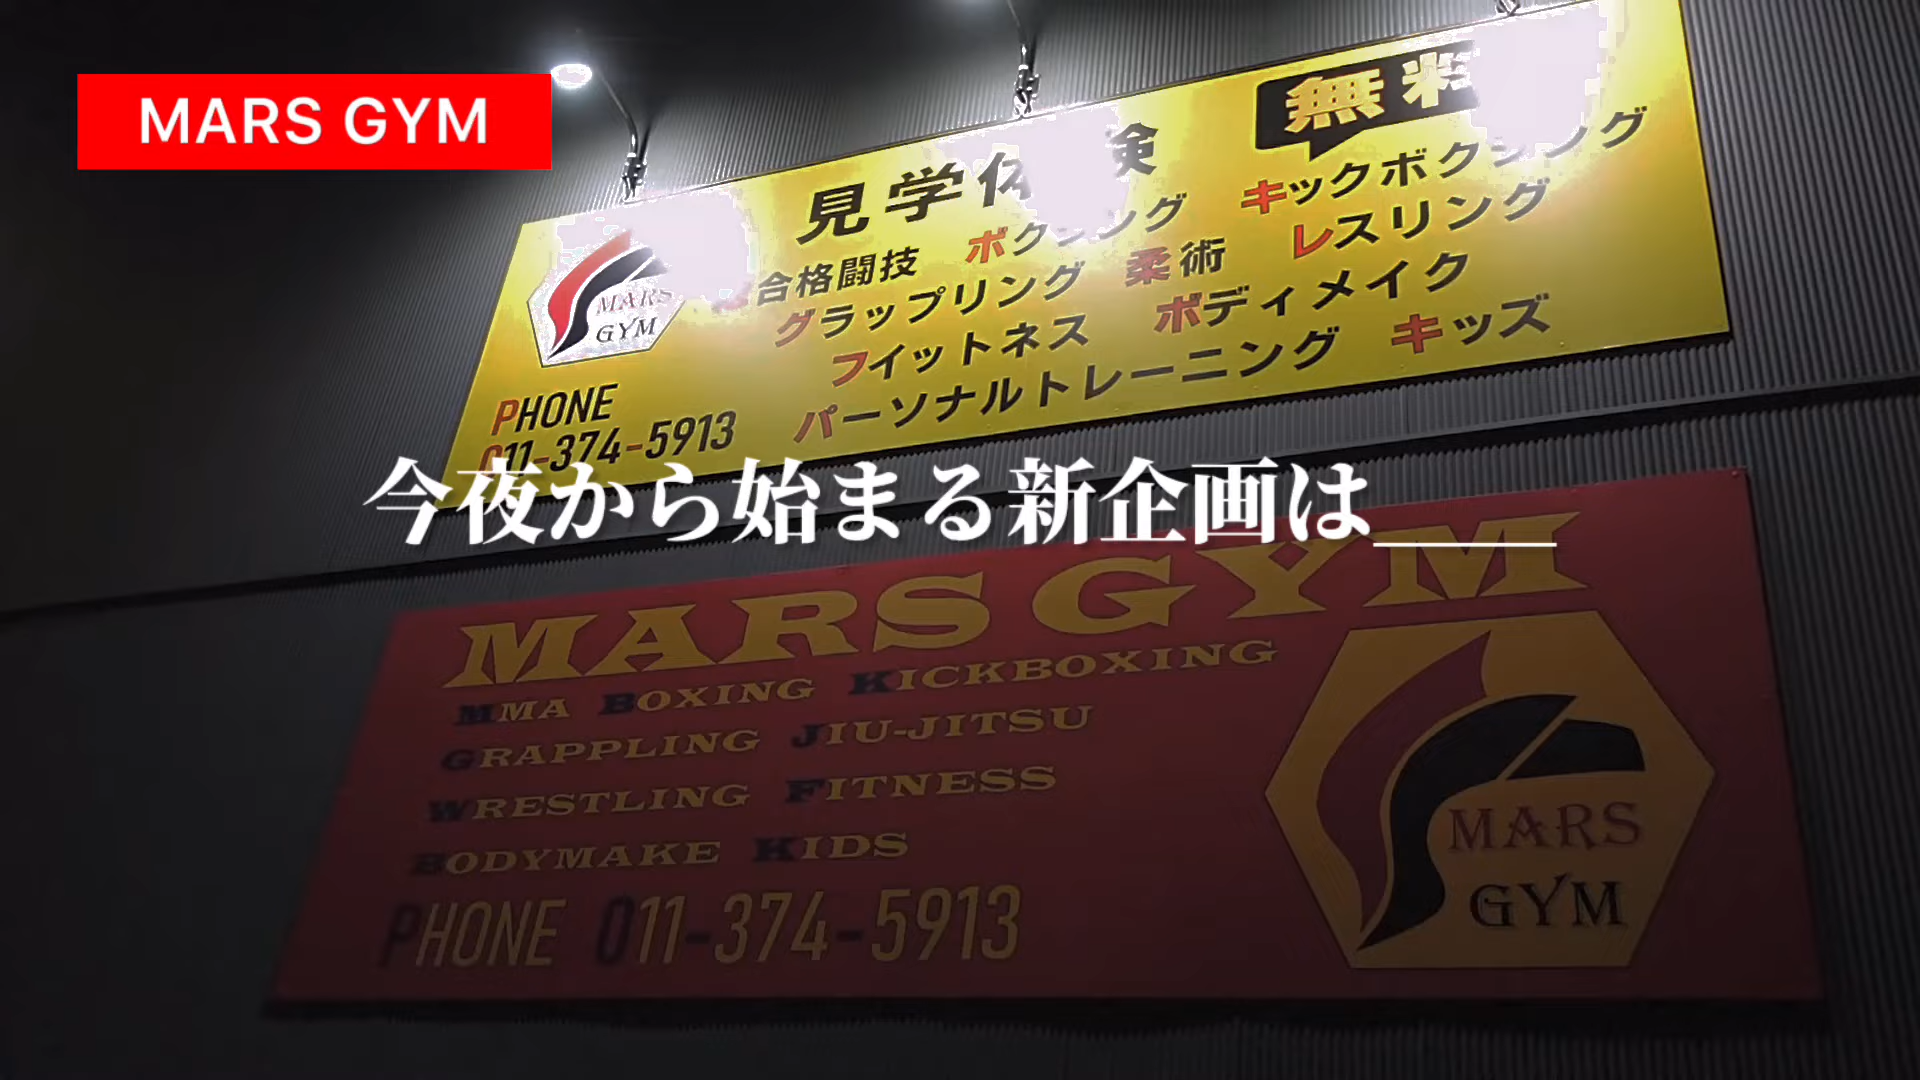 MARS GYM
見学体験 無料
合格闘技 ボクシング キックボクシング
グラップリング 柔術 レスリング
フィットネス ボディメイク
パーソナルトレーニング キッズ
MARS
GYM
PHONE
011-374-5913
今夜から始まる新企画は____
MARS GYM
MMA BOXING KICKBOXING
GRAPPLING JIU-JITSU
WRESTLING FITNESS
BODYMAKE KIDS
PHONE 011-374-5913
MARS
GYM